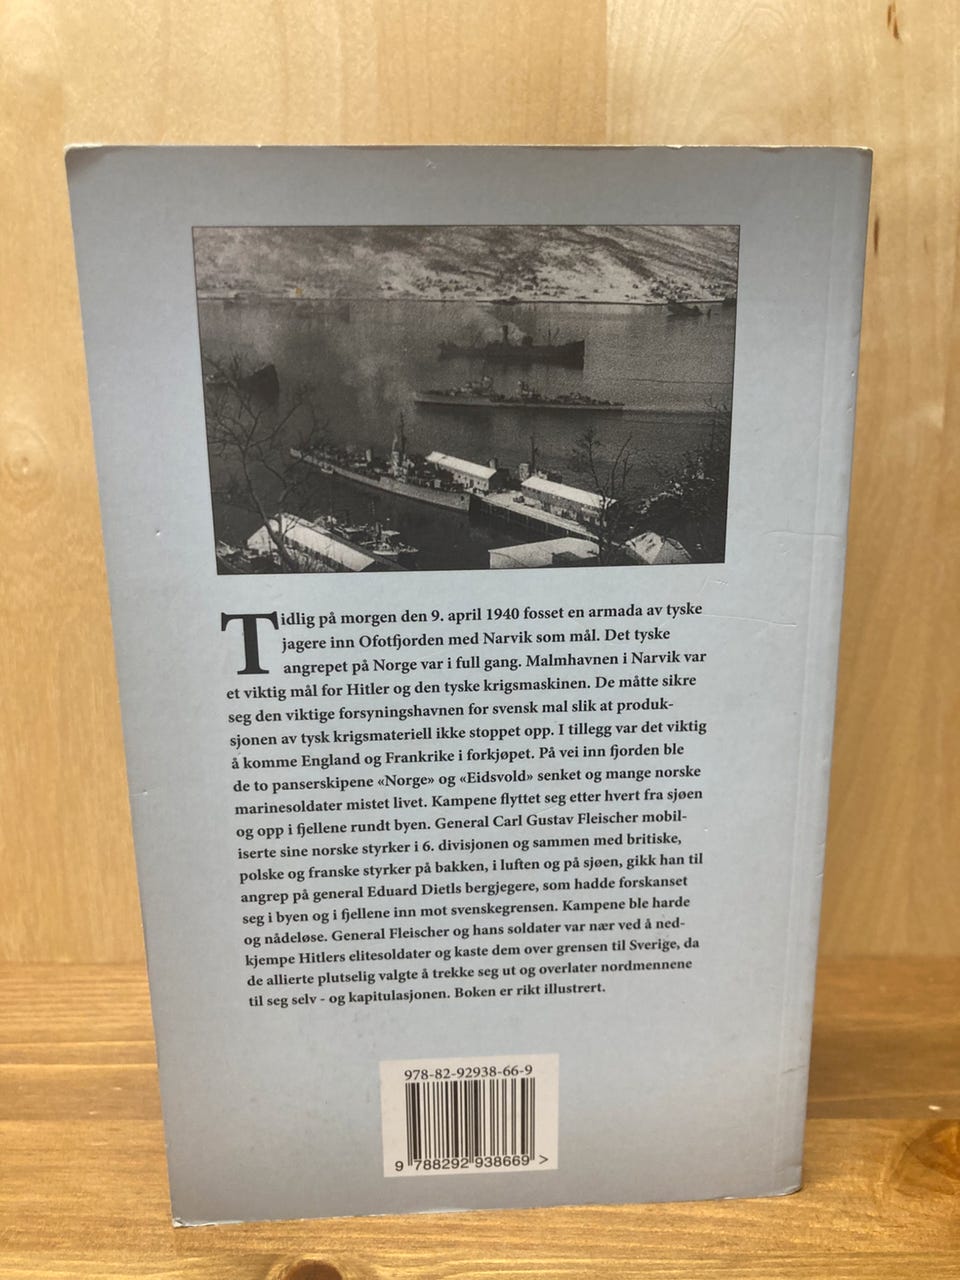 Tidlig på morgen den 9. april 1940 fosset en armada av tyske
jagere inn Ofotfjorden med Narvik som mål. Det tyske
angrepet på Norge var i full gang. Malmhavnen i Narvik var
et viktig mål for Hitler og den tyske krigsmaskinen. De måtte sikre
seg den viktige forsyningshavnen for svensk mal slik at produk-
sjonen av tysk krigsmateriell ikke stoppet opp. I tillegg var det viktig
å komme England og Frankrike i forkjøpet. På vei inn fjorden ble
de to panserskipene «Norge» og «Eidsvold» senket og mange norske
marinesoldater mistet livet. Kampene flyttet seg etter hvert fra sjøen
og opp i fjellene rundt byen. General Carl Gustav Fleischer mobil-
iserte sine norske styrker i 6. divisjonen og sammen med britiske,
polske og franske styrker på bakken, i luften og på sjøen, gikk han til
angrep på general Eduard Dietls bergjegere, som hadde forskanset
seg i byen og i fjellene inn mot svenskegrensen. Kampene ble harde
og nådeløse. General Fleischer og hans soldater var nær ved å ned-
kjempe Hitlers elitesoldater og kaste dem over grensen til Sverige, da
de allierte plutselig valgte å trekke seg ut og overlater nordmennene
til seg selv - og kapitulasjonen. Boken er rikt illustrert.
978-82-92938-66-9
9 788292 938669 >